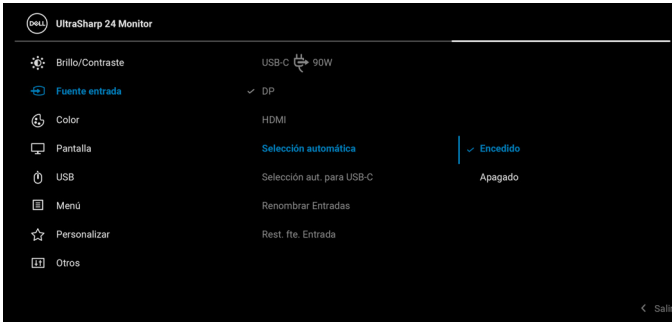 DELL UltraSharp 24 Monitor
Brillo/Contraste
Fuente entrada
Color
Pantalla
USB
Menú
Personalizar
Otros
USB-C 90W
DP
HDMI
Selección automática
Selección aut. para USB-C
Renombrar Entradas
Rest. fte. Entrada
Encedido
Apagado
Salir